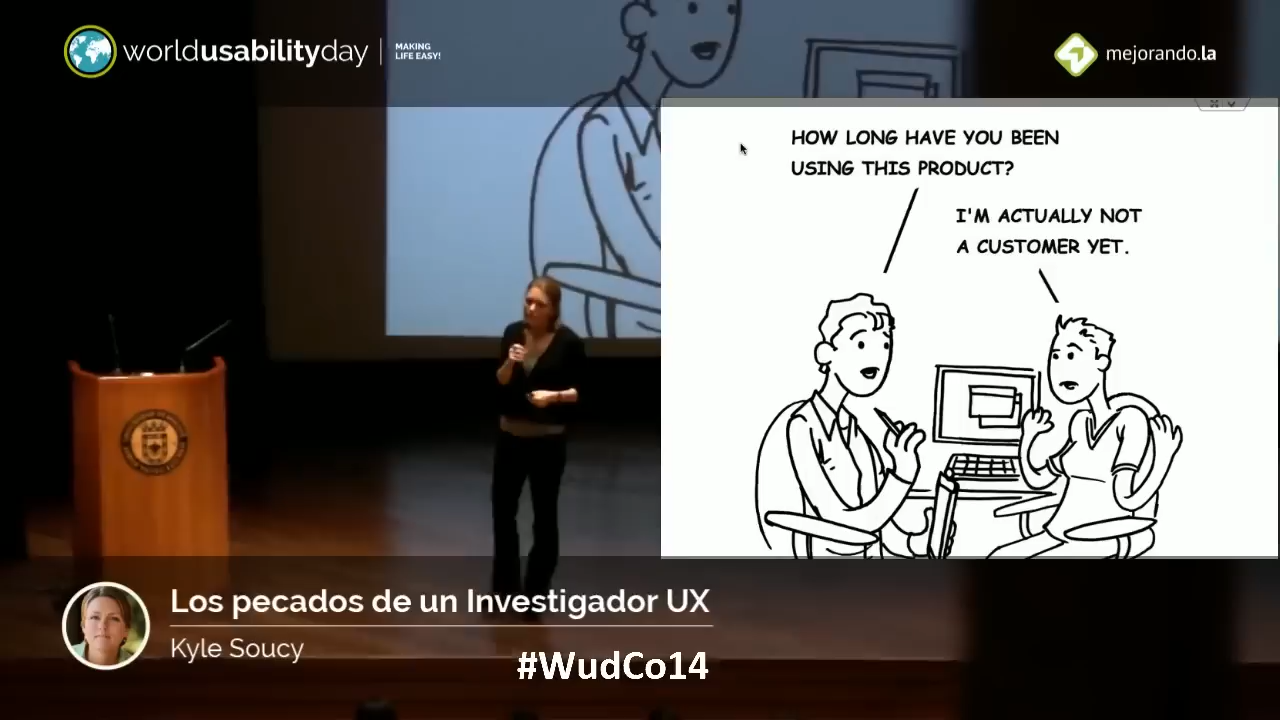 worldusabilityday
MAKING
LIFE EASY!
mejorando.la
HOW LONG HAVE YOU BEEN
USING THIS PRODUCT?
I'M ACTUALLY NOT
A CUSTOMER YET.
Los pecados de un Investigador UX
Kyle Soucy
#WudCo14